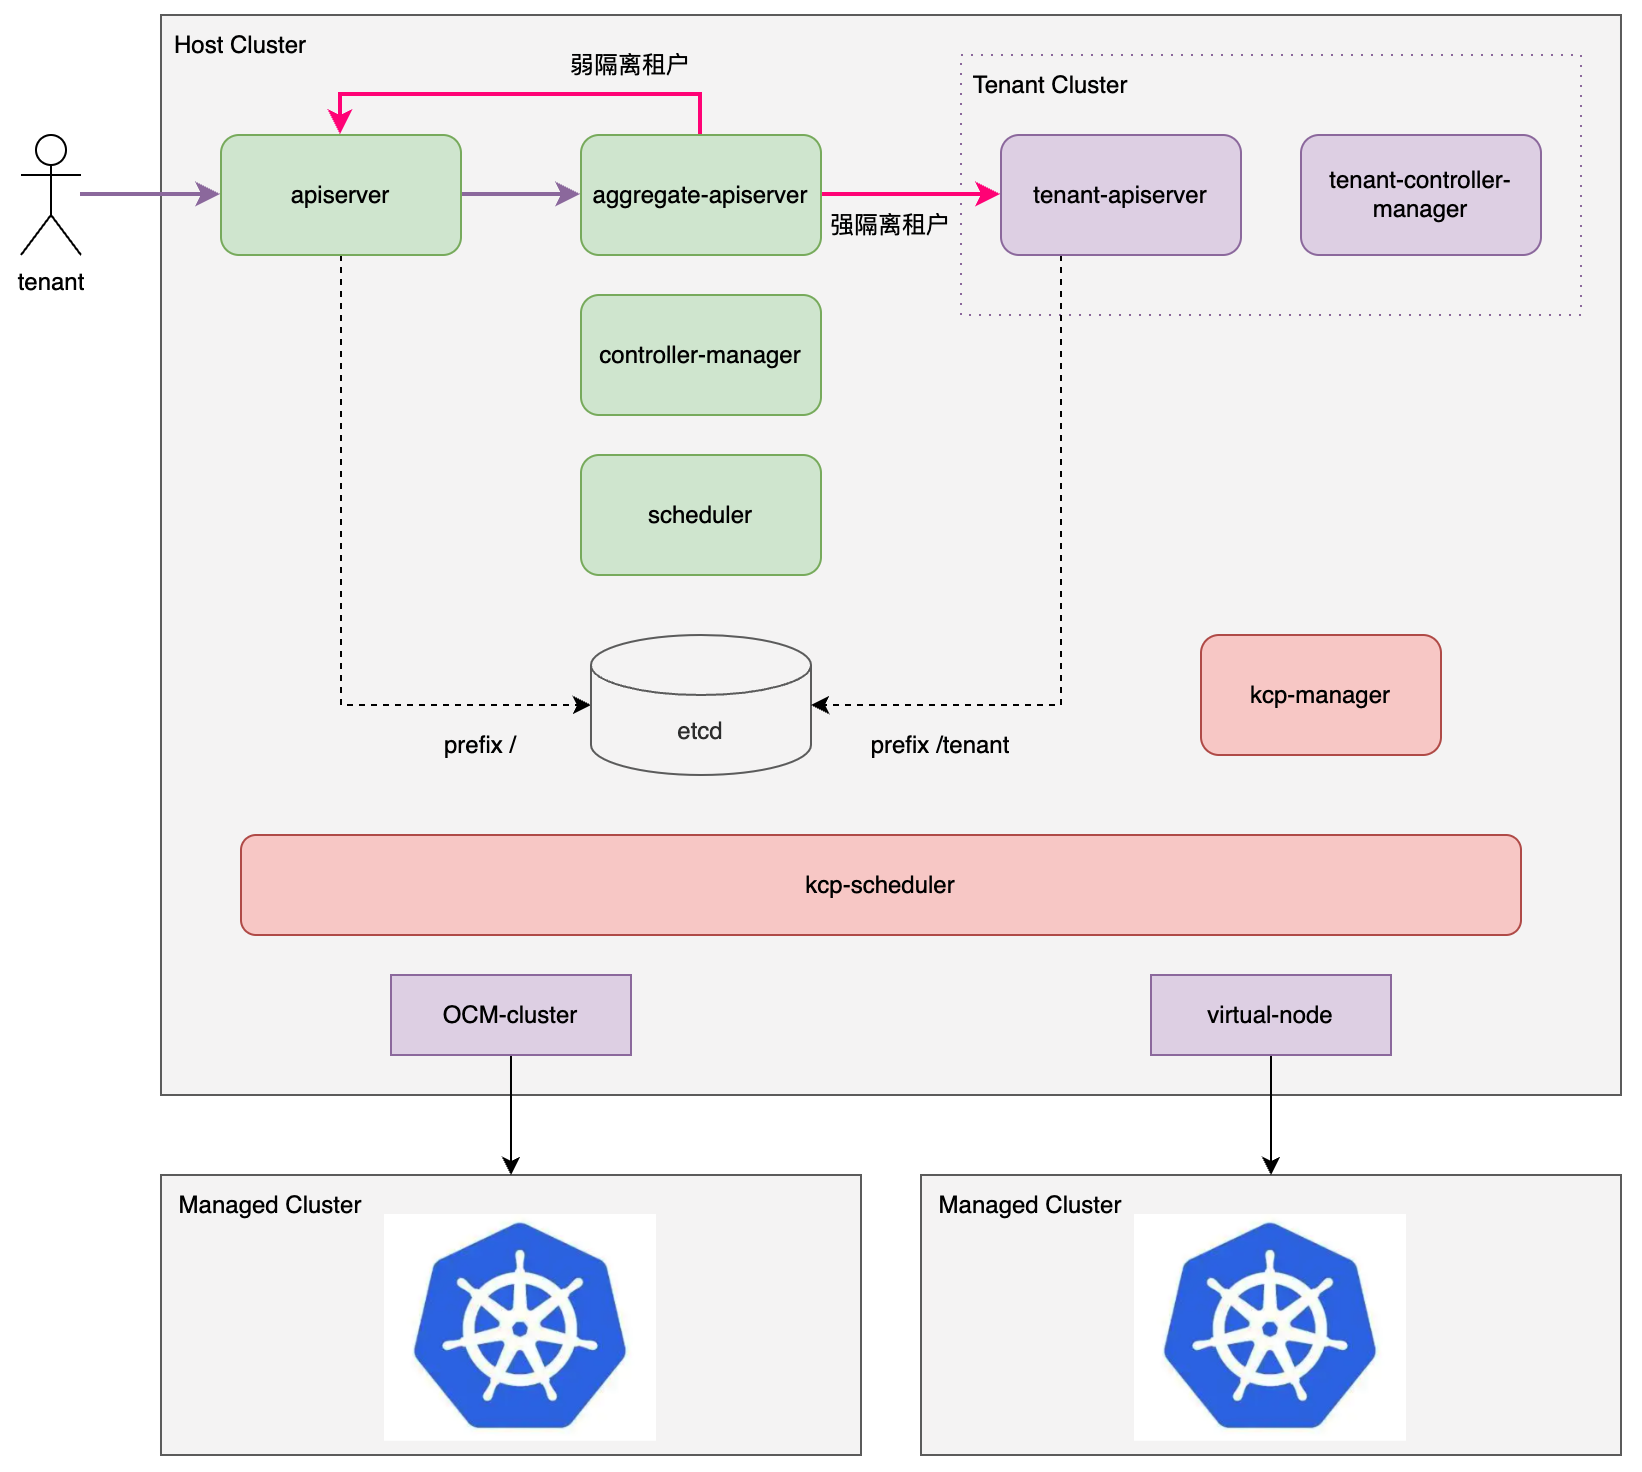 Host Cluster
弱隔离租户
Tenant Cluster
apiserver
aggregate-apiserver
tenant-apiserver
tenant-controller-
manager
强隔离租户
tenant
controller-manager
scheduler
etcd
prefix /
prefix /tenant
kcp-manager
kcp-scheduler
OCM-cluster
virtual-node
Managed Cluster
Managed Cluster